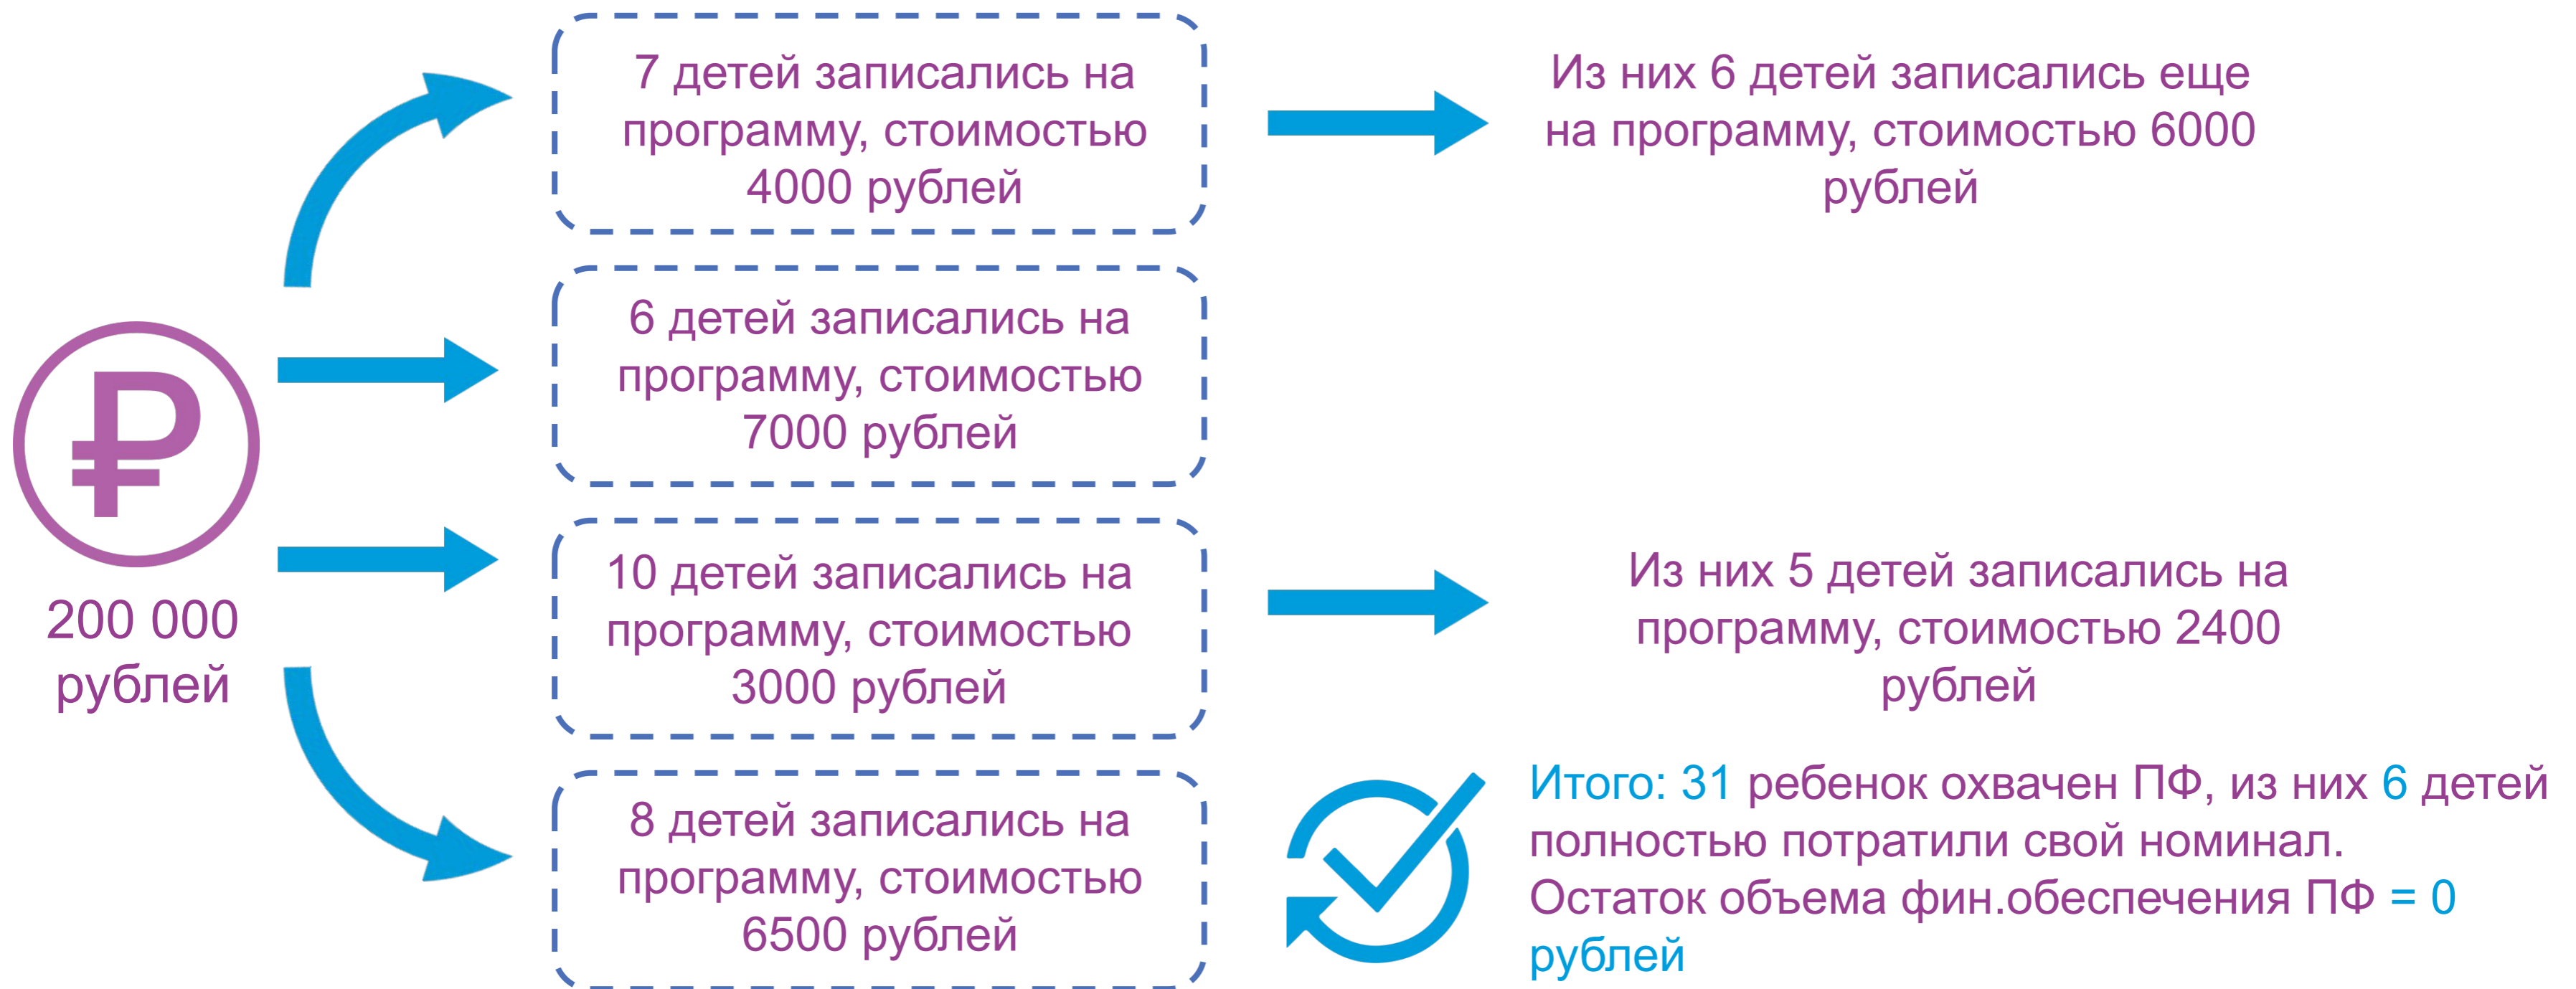 7 детей записались на
программу, стоимостью
4000 рублей
Из них 6 детей записались еще
на программу, стоимостью 6000
рублей
6 детей записались на
программу, стоимостью
7000 рублей
200 000
рублей
10 детей записались на
программу, стоимостью
3000 рублей
Из них 5 детей записались на
программу, стоимостью 2400
рублей
8 детей записались на
программу, стоимостью
6500 рублей
Итого: 31 ребенок охвачен ПФ, из них 6 детей
полностью потратили свой номинал.
Остаток объема фин.обеспечения ПФ = 0
рублей